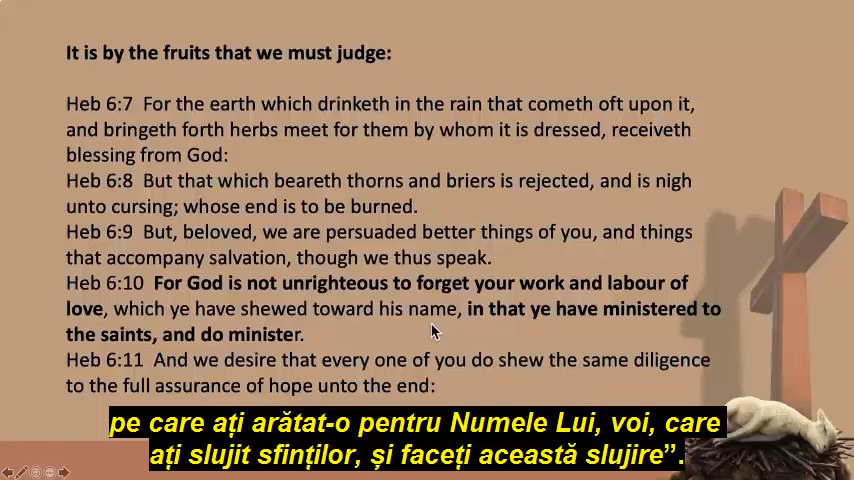 It is by the fruits that we must judge:
Heb 6:7  For the earth which drinketh in the rain that cometh oft upon it,
and bringeth forth herbs meet for them by whom it is dressed, receiveth
blessing from God:
Heb 6:8  But that which beareth thorns and briers is rejected, and is nigh
unto cursing; whose end is to be burned.
Heb 6:9  But, beloved, we are persuaded better things of you, and things
that accompany salvation, though we thus speak.
Heb 6:10  For God is not unrighteous to forget your work and labour of
love, which ye have shewed toward his name, in that ye have ministered to
the saints, and do minister.
Heb 6:11  And we desire that every one of you do shew the same diligence
to the full assurance of hope unto the end:
pe care ați arătat-o pentru Numele Lui, voi, care
ați slujit sfinților, și faceți această slujire”.